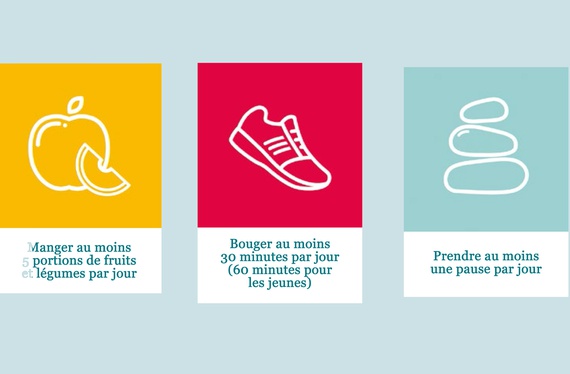 Manger au moins
5 portions de fruits
et légumes par jour
Bouger au moins
30 minutes par jour
(60 minutes pour
les jeunes)
Prendre au moins
une pause par jour